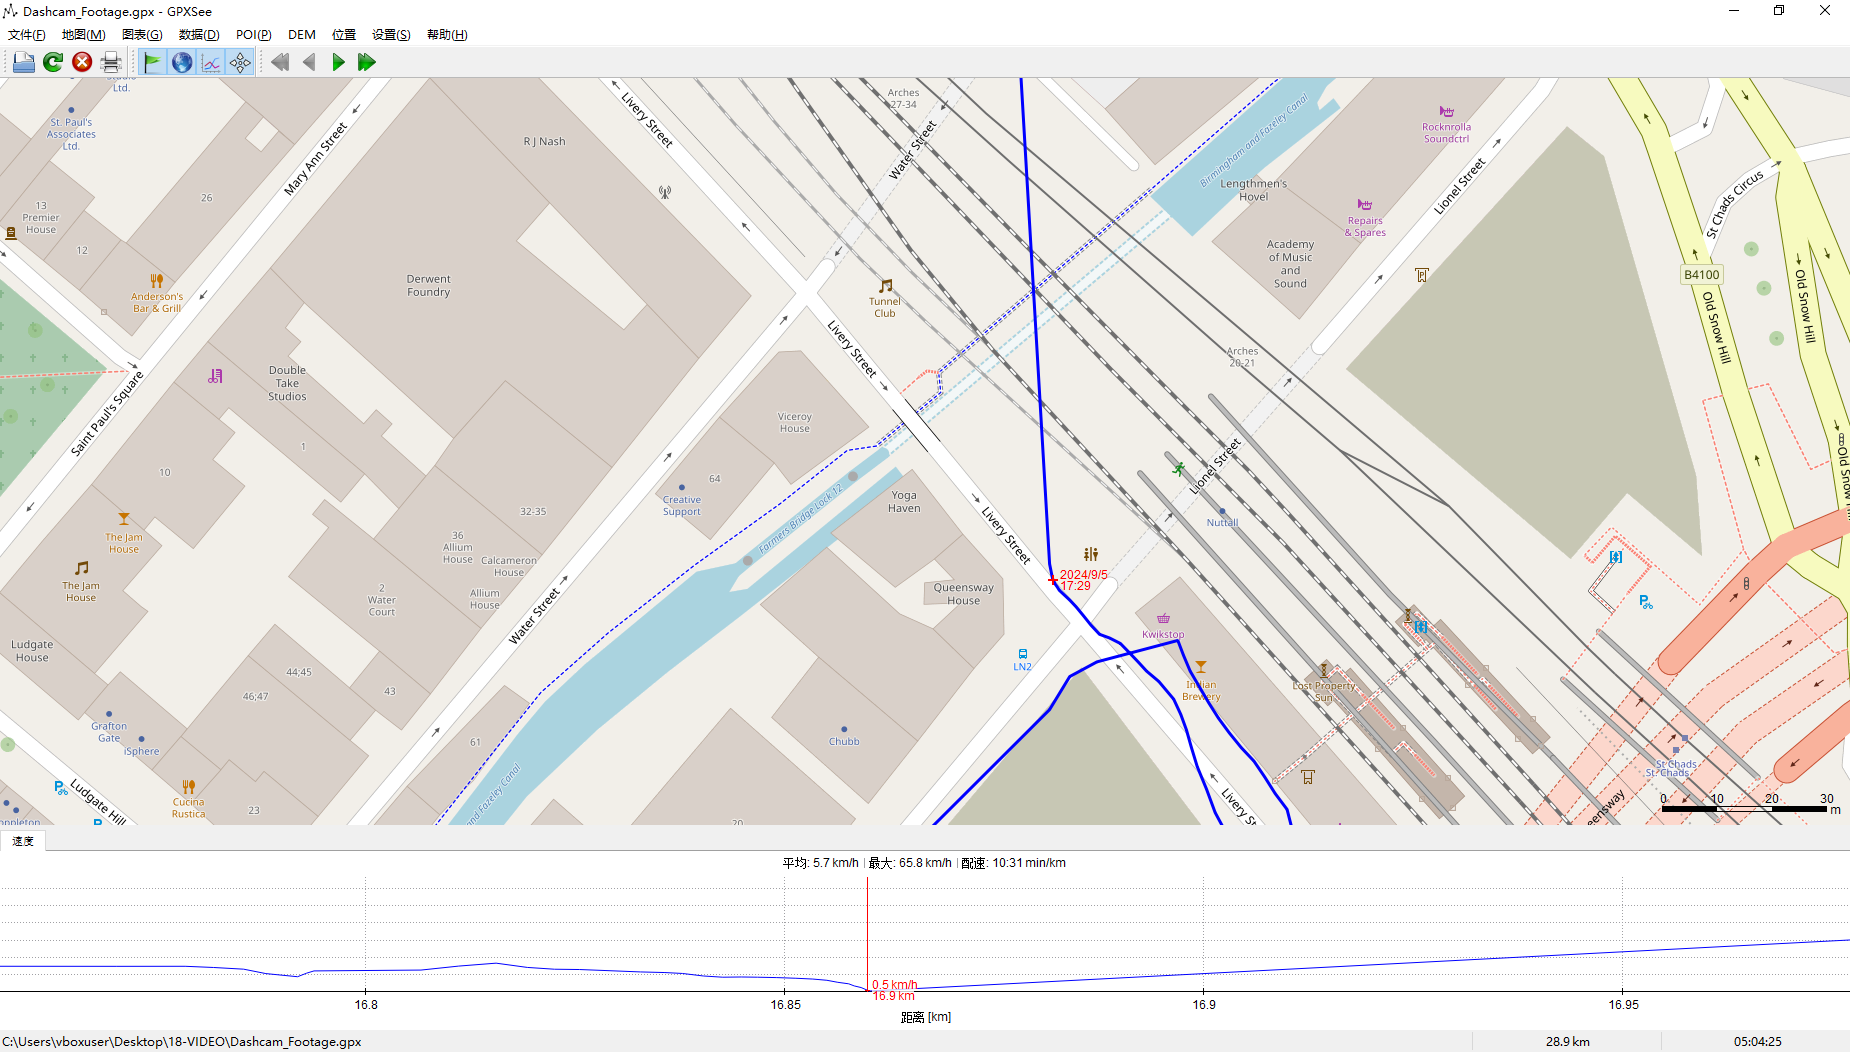 Dashcam_Footage.gpx - GPXSee
文件(F) 地图(M) 图表(G) 数据(D) POI(P) DEM 位置 设置(S) 帮助(H)
Ltd.
St. Paul's
Associates
Ltd.
Mary Ann Street
R J Nash
Livery Street
Arches
27-34
Water Street
Birmingham and Fazeley Canal
Rocknrolla
Soundctrl
Lengthmen's
Hovel
Lionel Street
St Chads Circus
13
Premier
House
26
12
Repairs
& Spares
Academy
of Music
and
Sound
B4100
Old Snow Hill
Old Snow Hill
Anderson's
Bar & Grill
Derwent
Foundry
Tunnel
Club
Livery Street
Arches
20-21
Double
Take
Studios
Saint Paul's Square
Viceroy
House
1
10
64
Creative
Support
Farmers Bridge Lock 12
Yoga
Haven
Livery Street
Lionel Street
Nuttall
32-35
The Jam
House
36
Allium
House
Calcameron
House
The Jam
House
2
Water
Court
Allium
House
Water Street
Queensway
House
2024/9/5
17:29
Kwikstop
LN2
Ludgate
House
44;45
46;47
43
Indian
Brewery
Lost Property
Sun
Grafton
Gate
iSphere
61
Chubb
St Chads
St. Chads
Ludgate Hill
Cucina
Rustica
23
20
and Fazeley Canal
Livery St
eensway
0 10 20 30
m
速度
平均: 5.7 km/h | 最大: 65.8 km/h | 配速: 10:31 min/km
0.5 km/h
16.9 km
16.8 16.85 16.9 16.95
距离 [km]
C:\Users\vboxuser\Desktop\18-VIDEO\Dashcam_Footage.gpx 28.9 km 05:04:25